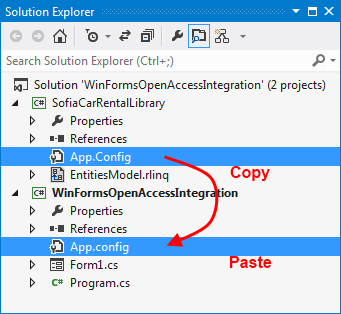 Solution Explorer
Search Solution Explorer (Ctrl+;)
Solution 'WinFormsOpenAccessIntegration' (2 projects)
C# SofiaCarRentalLibrary
Properties
References
App.Config
Copy
EntitiesModel.rlinq
C# WinFormsOpenAccessIntegration
Properties
References
App.config
Paste
Form1.cs
C# Program.cs